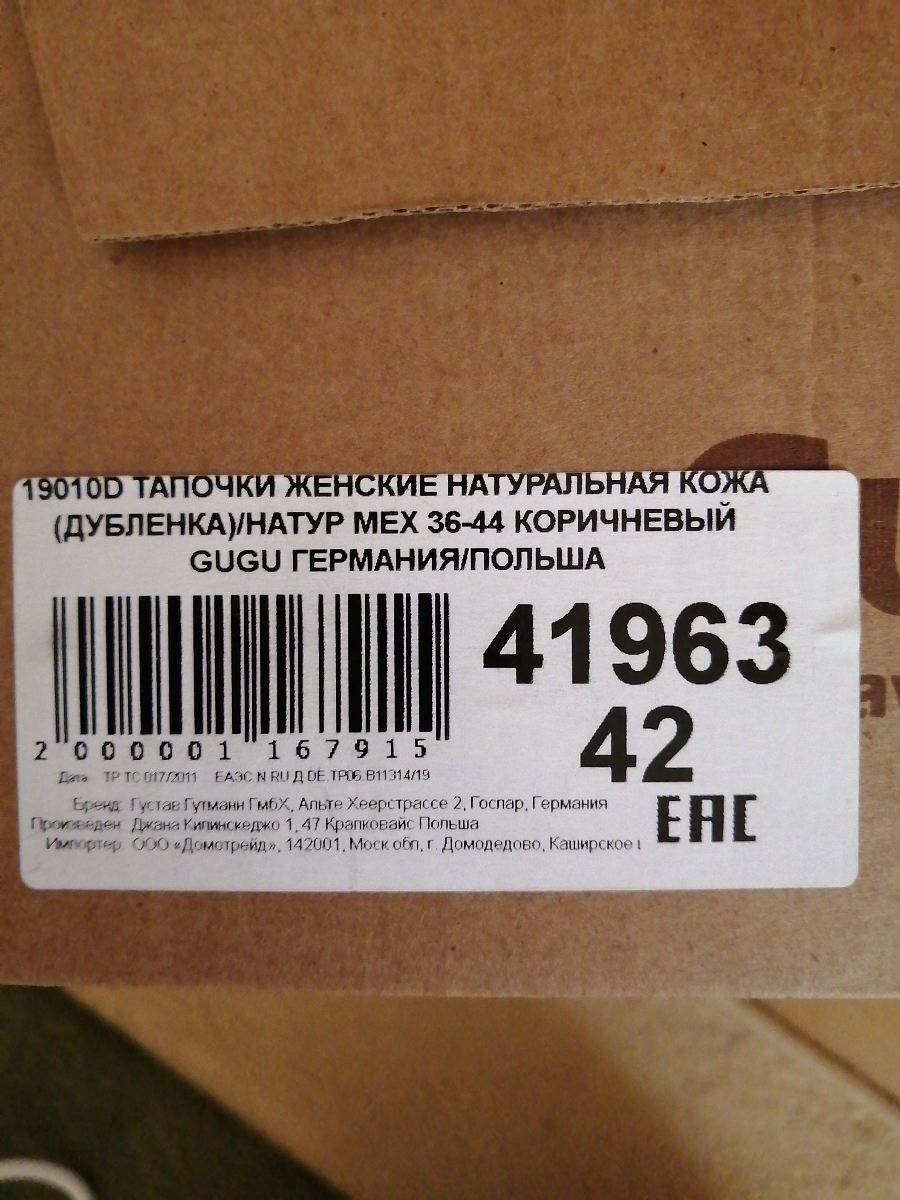 19010D ТАПОЧКИ ЖЕНСКИЕ НАТУРАЛЬНАЯ КОЖА
(ДУБЛЕНКА)/НАТУР МЕХ 36-44 КОРИЧНЕВЫЙ
GUGU ГЕРМАНИЯ/ПОЛЬША
41963
42
2 000001 167915
Дата ТР ТС 017/2011 ЕАЭС N RU Д DE.ТР06.В11314/19
Бренд: Густав Гутманн ГмбХ, Альте Хеерстрассе 2, Гослар, Германия
Произведен: Джана Килинскеджо 1, 47 Крапковайс Польша
Импортер: ООО «Домотрейд», 142001, Моск обл, г. Домодедово, Каширское
EAC